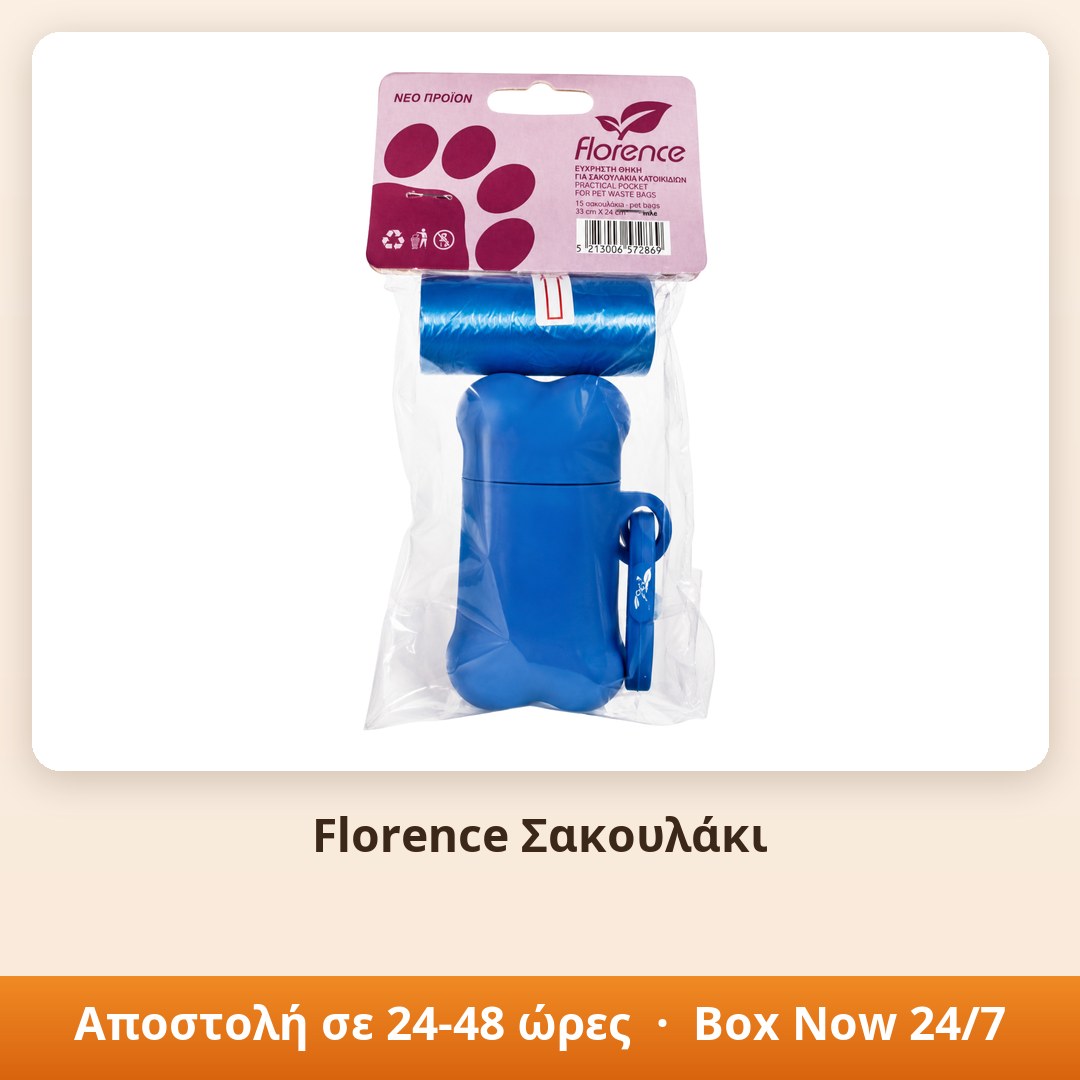 ΝΕΟ ΠΡΟΪΟΝ
Florence
ΕΥΧΡΗΣΤΗ ΘΗΚΗ
ΓΙΑ ΣΑΚΟΥΛΑΚΙΑ ΚΑΤΟΙΚΙΔΙΩΝ
PRACTICAL POCKET
FOR PET WASTE BAGS
15 σακουλάκια - pet bags
33 cm X 24 cm
5 213006 572869
Florence Σακουλάκι
Αποστολή σε 24-48 ώρες · Box Now 24/7